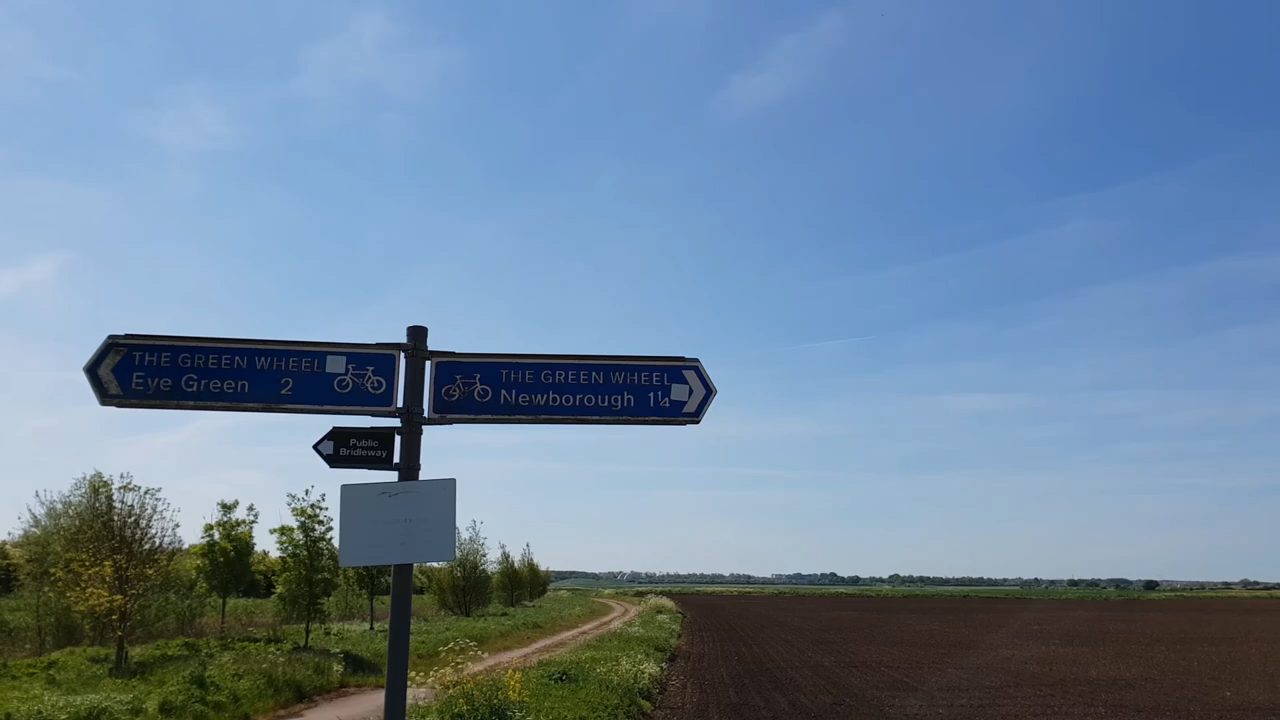 THE GREEN WHEEL
Eye Green 2
THE GREEN WHEEL
Newborough 1¼
Public
Bridleway